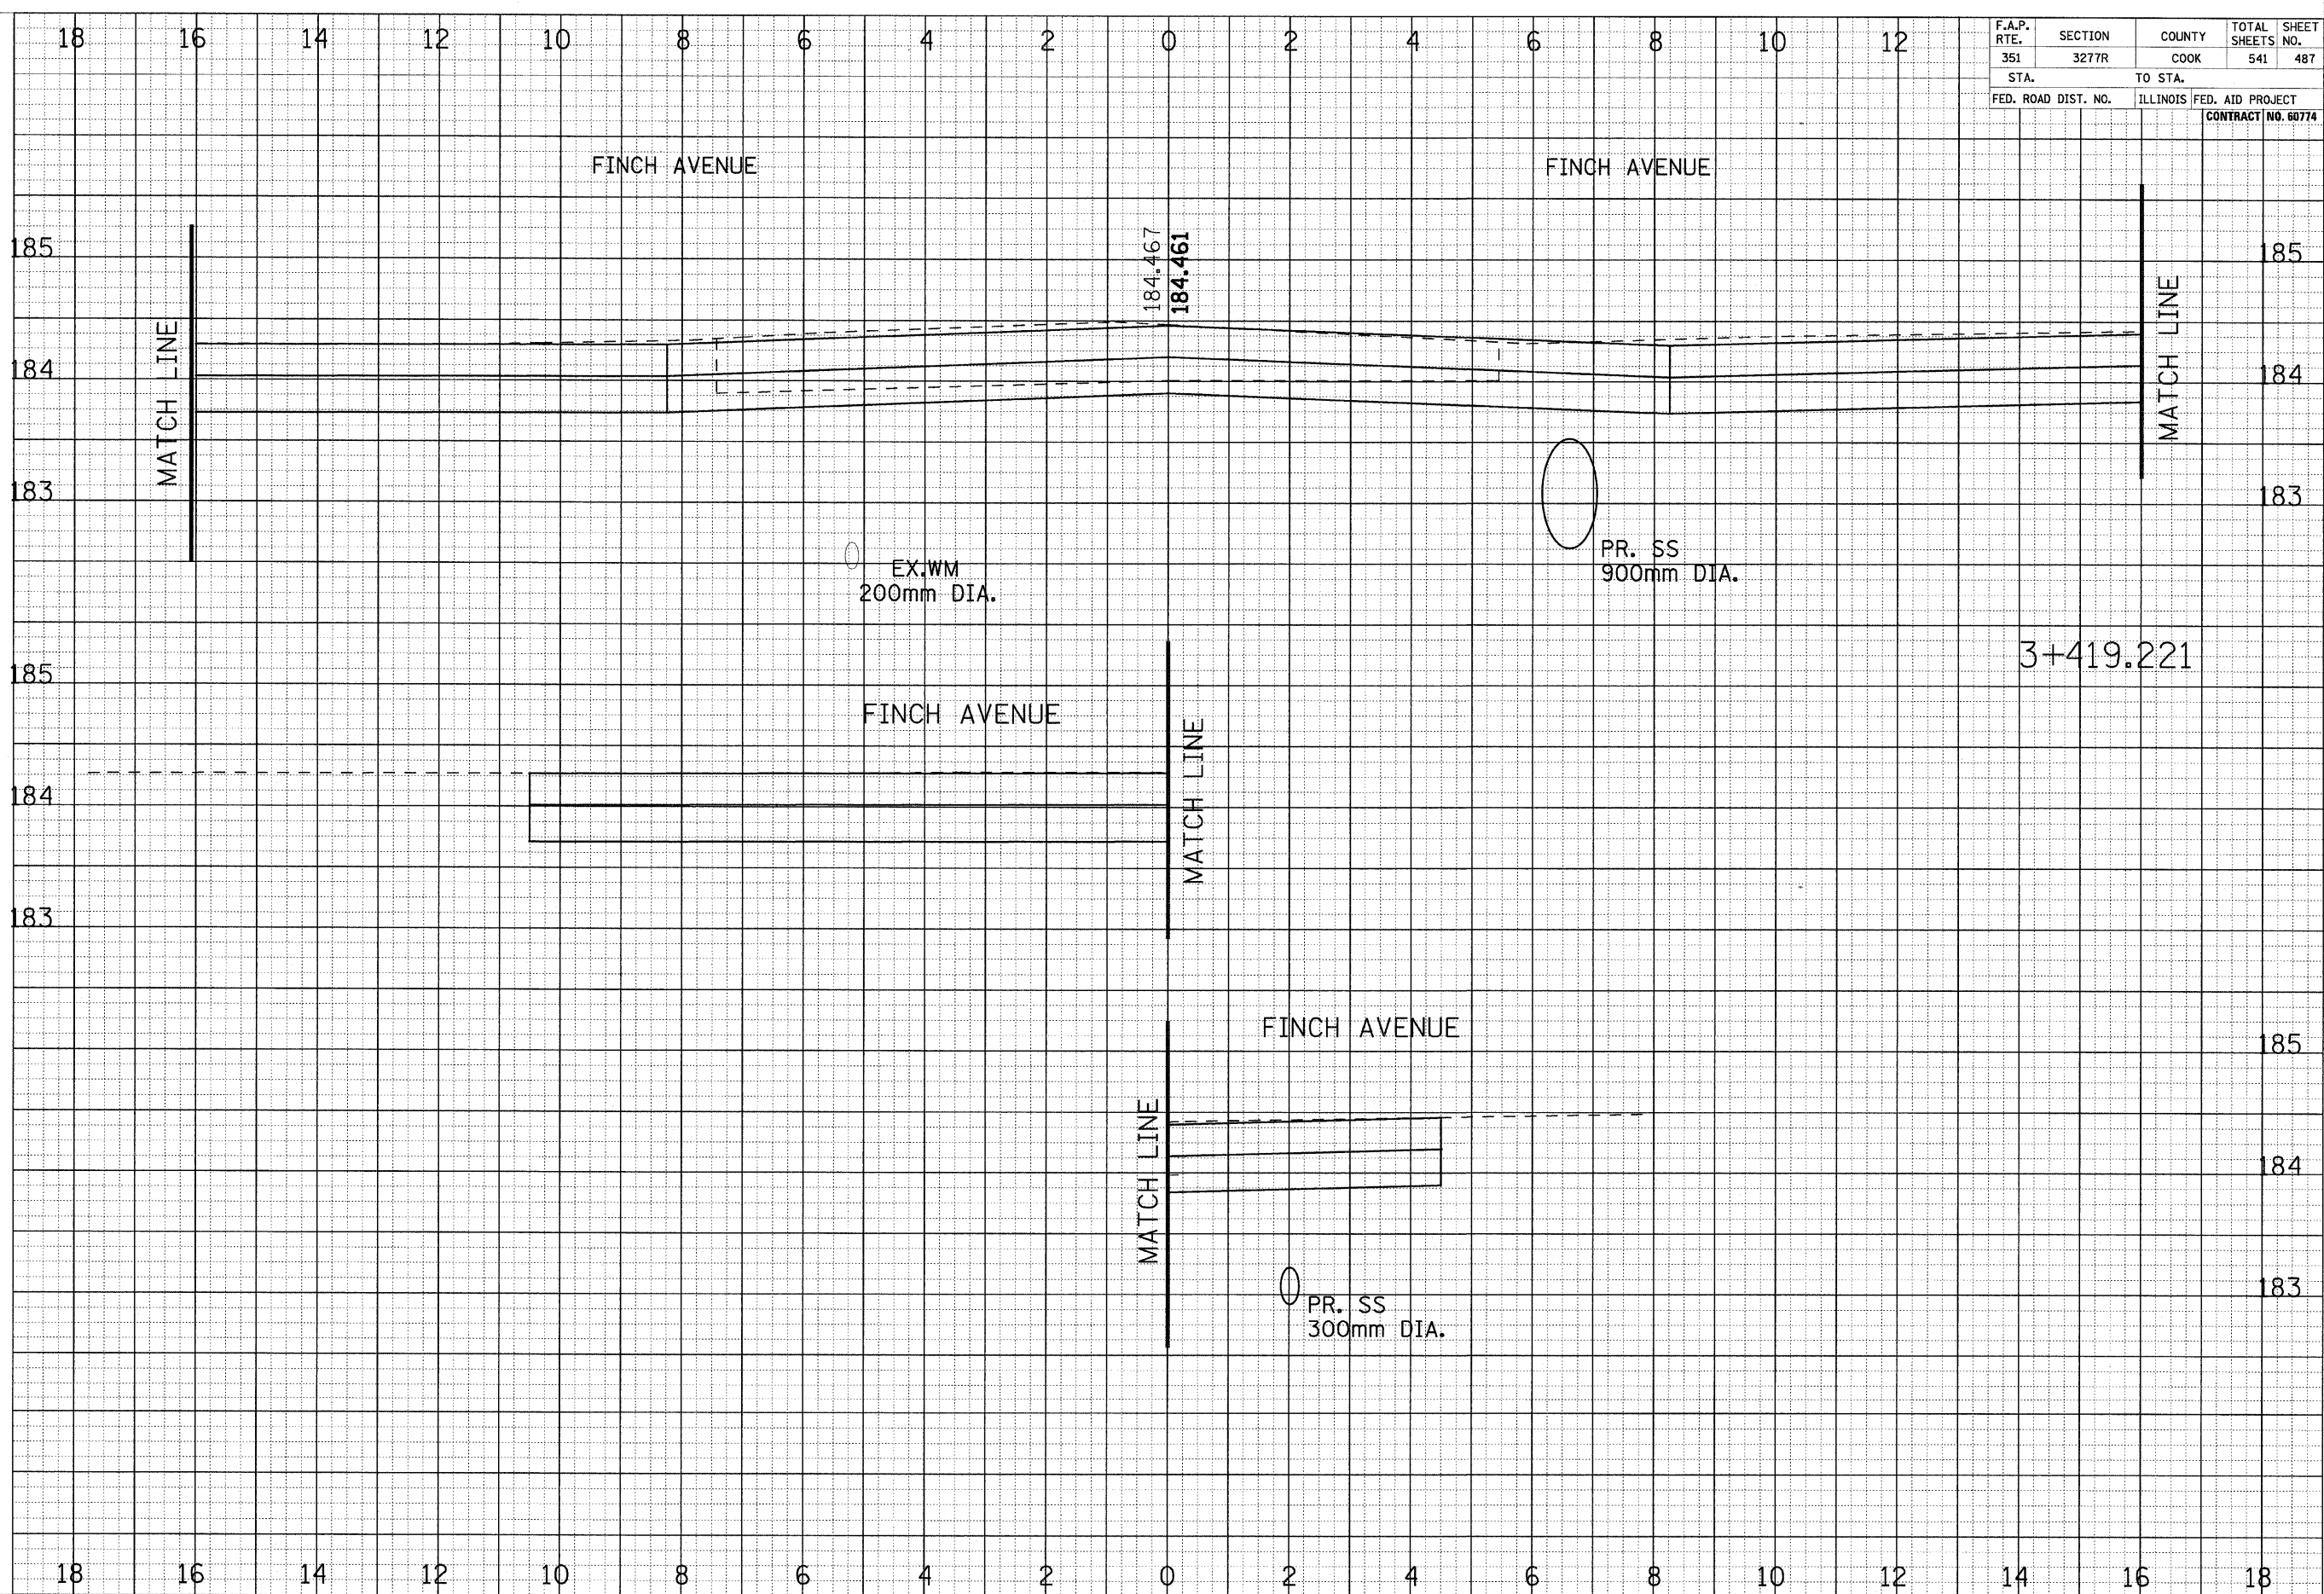 18 16 14 12 10 8 6 4 2 0 2 4 6 8 10 12
F.A.P. RTE. SECTION COUNTY TOTAL SHEETS SHEET NO.
351 3277R COOK 541 487
STA. TO STA.
FED. ROAD DIST. NO. ILLINOIS FED. AID PROJECT
CONTRACT NO. 60774
FINCH AVENUE FINCH AVENUE
184.467
184.461
185 185
MATCH LINE MATCH LINE
184 184
183 183
EX.WM
200mm DIA.
PR. SS
900mm DIA.
3+419.221
185
FINCH AVENUE
MATCH LINE
184
183
FINCH AVENUE
185
MATCH LINE
184
183
PR. SS
300mm DIA.
18 16 14 12 10 8 6 4 2 0 2 4 6 8 10 12 14 16 18